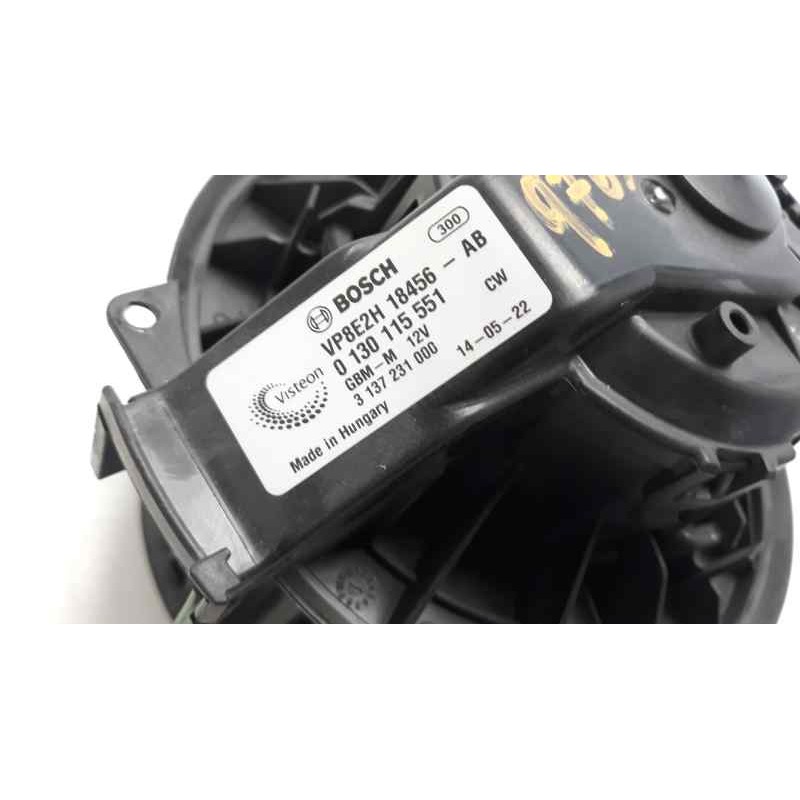 300
BOSCH
VP8E2H 18456 - AB
0 130 115 551
GBM-M 12V CW
3 137 231 000 14-05-22
Visteon
Made in Hungary